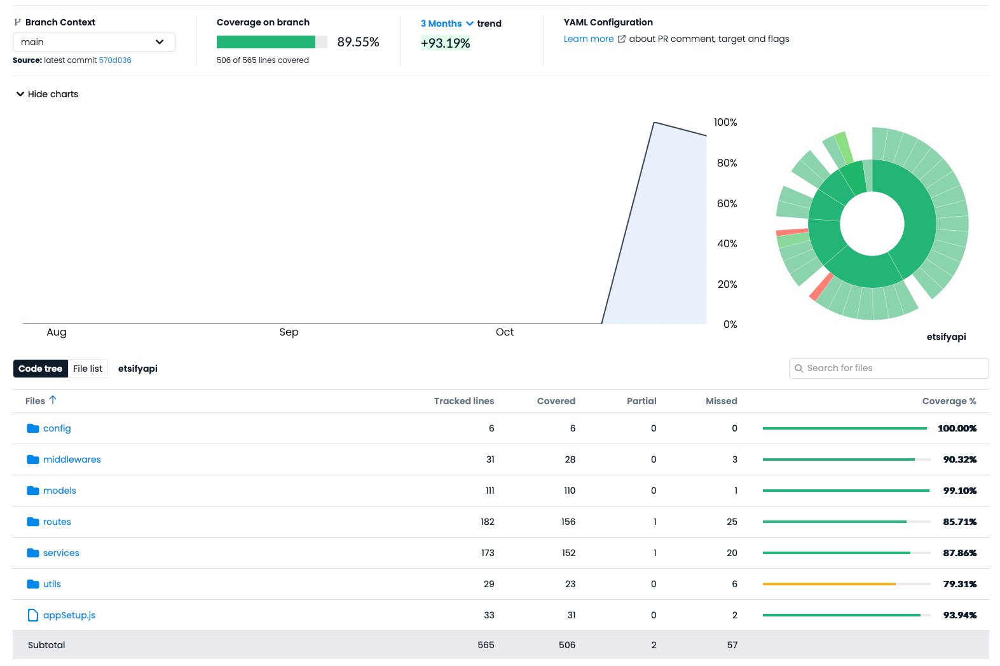 Branch Context
main
Source: latest commit 570d036
Coverage on branch
89.55%
506 of 565 lines covered
3 Months trend
+93.19%
YAML Configuration
Learn more about PR comment, target and flags
Hide charts
100%
80%
60%
40%
20%
0%
Aug Sep Oct
etsifyapi
Code tree File list etsifyapi
Search for files
Files Tracked lines Covered Partial Missed Coverage %
config 6 6 0 0 100.00%
middlewares 31 28 0 3 90.32%
models 111 110 0 1 99.10%
routes 182 156 1 25 85.71%
services 173 152 1 20 87.86%
utils 29 23 0 6 79.31%
appSetup.js 33 31 0 2 93.94%
Subtotal 565 506 2 57